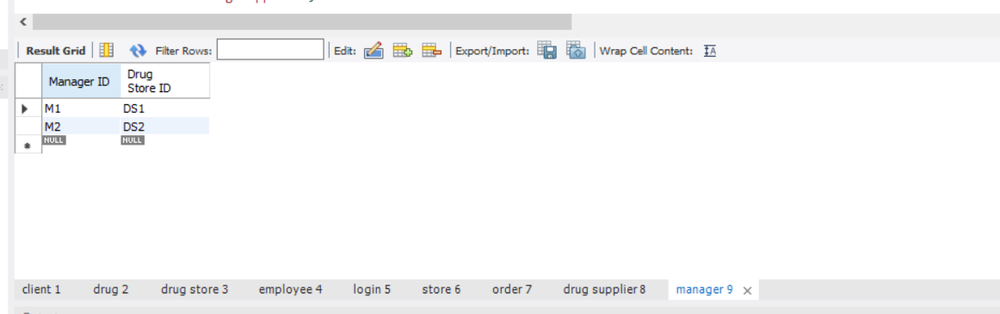 Result Grid Filter Rows: Edit: Export/Import: Wrap Cell Content: IA
Manager ID Drug
Store ID
M1 DS1
M2 DS2
NULL NULL
client 1 drug 2 drug store 3 employee 4 login 5 store 6 order 7 drug supplier 8 manager 9